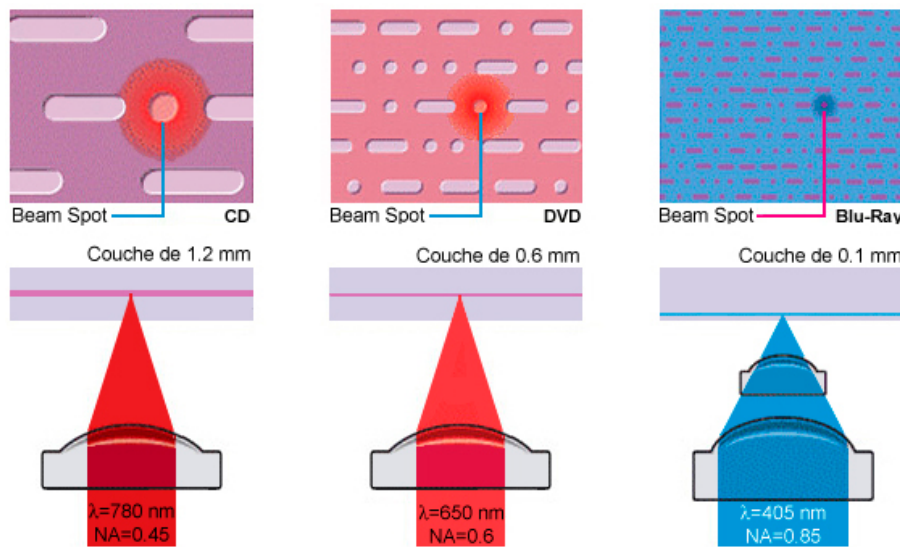 Beam Spot CD
Beam Spot DVD
Beam Spot Blu-Ray
Couche de 1.2 mm
Couche de 0.6 mm
Couche de 0.1 mm
λ=780 nm
NA=0.45
λ=650 nm
NA=0.6
λ=405 nm
NA=0.85